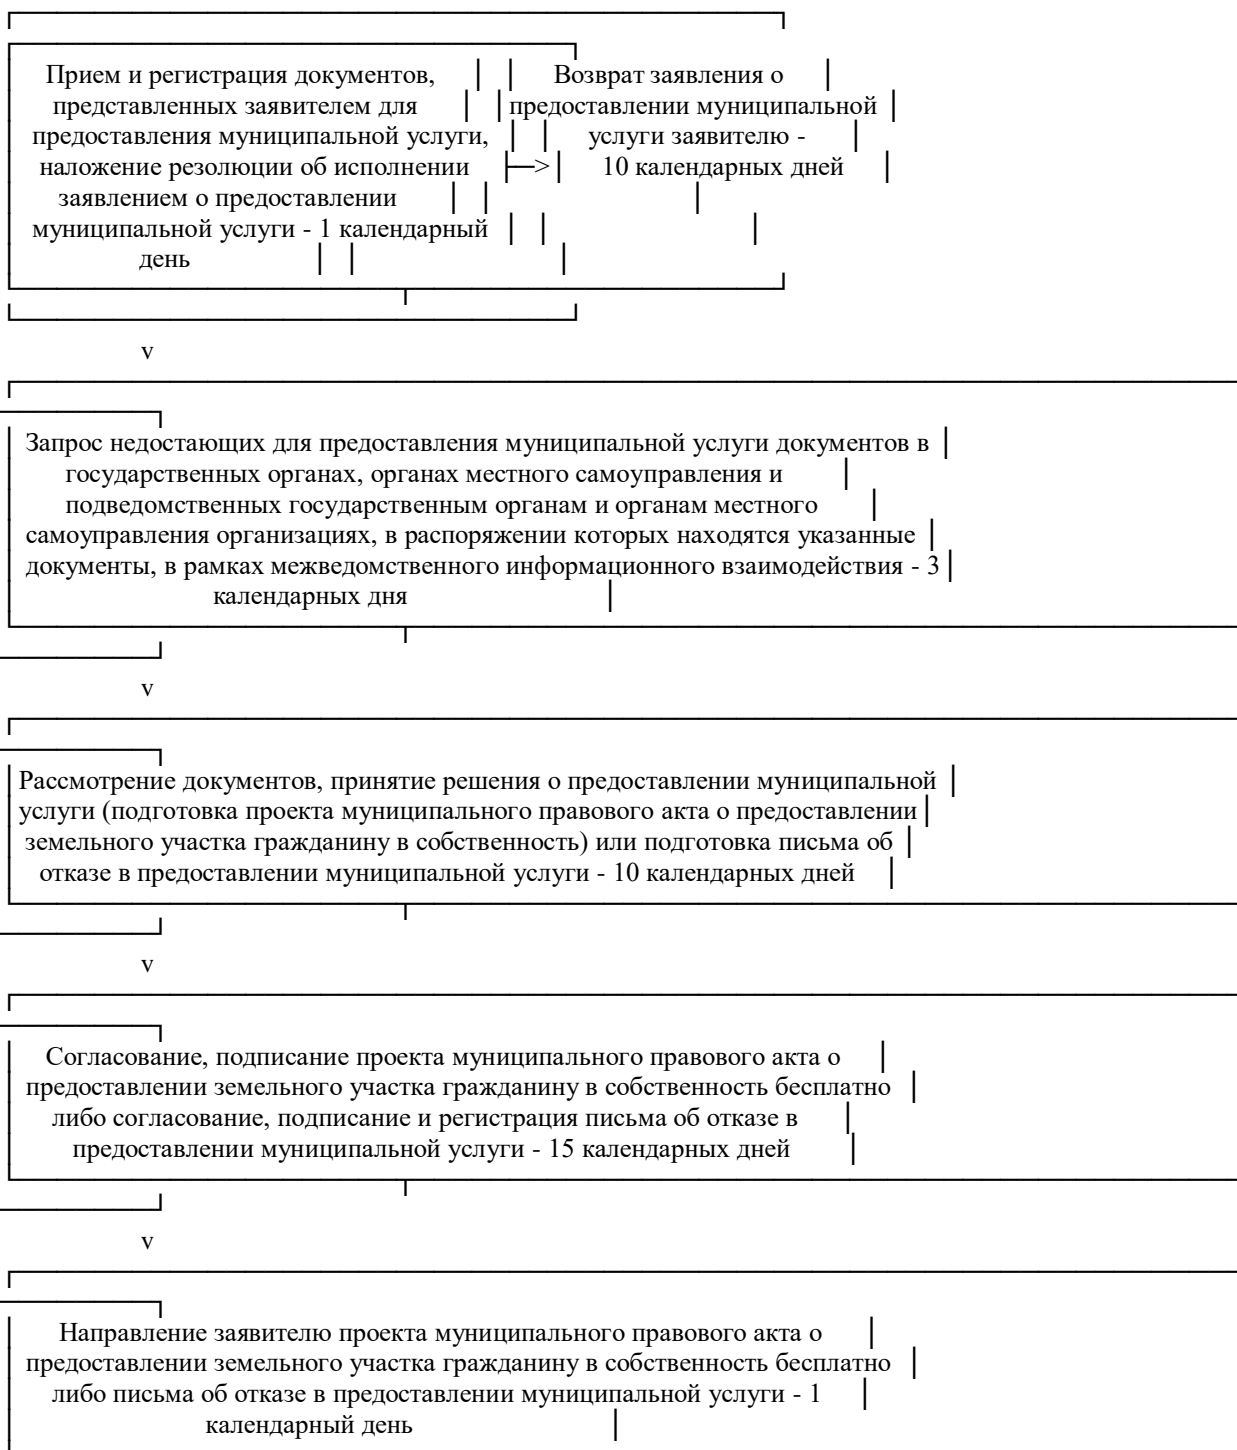 Прием и регистрация документов, Возврат заявления о
представленных заявителем для предоставлении муниципальной
предоставления муниципальной услуги, услуги заявителю -
наложение резолюции об исполнении ─> 10 календарных дней
заявлением о предоставлении
муниципальной услуги - 1 календарный
день
v
Запрос недостающих для предоставления муниципальной услуги документов в
государственных органах, органах местного самоуправления и
подведомственных государственным органам и органам местного
самоуправления организациях, в распоряжении которых находятся указанные
документы, в рамках межведомственного информационного взаимодействия - 3
календарных дня
v
Рассмотрение документов, принятие решения о предоставлении муниципальной
услуги (подготовка проекта муниципального правового акта о предоставлении
земельного участка гражданину в собственность) или подготовка письма об
отказе в предоставлении муниципальной услуги - 10 календарных дней
v
Согласование, подписание проекта муниципального правового акта о
предоставлении земельного участка гражданину в собственность бесплатно
либо согласование, подписание и регистрация письма об отказе в
предоставлении муниципальной услуги - 15 календарных дней
v
Направление заявителю проекта муниципального правового акта о
предоставлении земельного участка гражданину в собственность бесплатно
либо письма об отказе в предоставлении муниципальной услуги - 1
календарный день